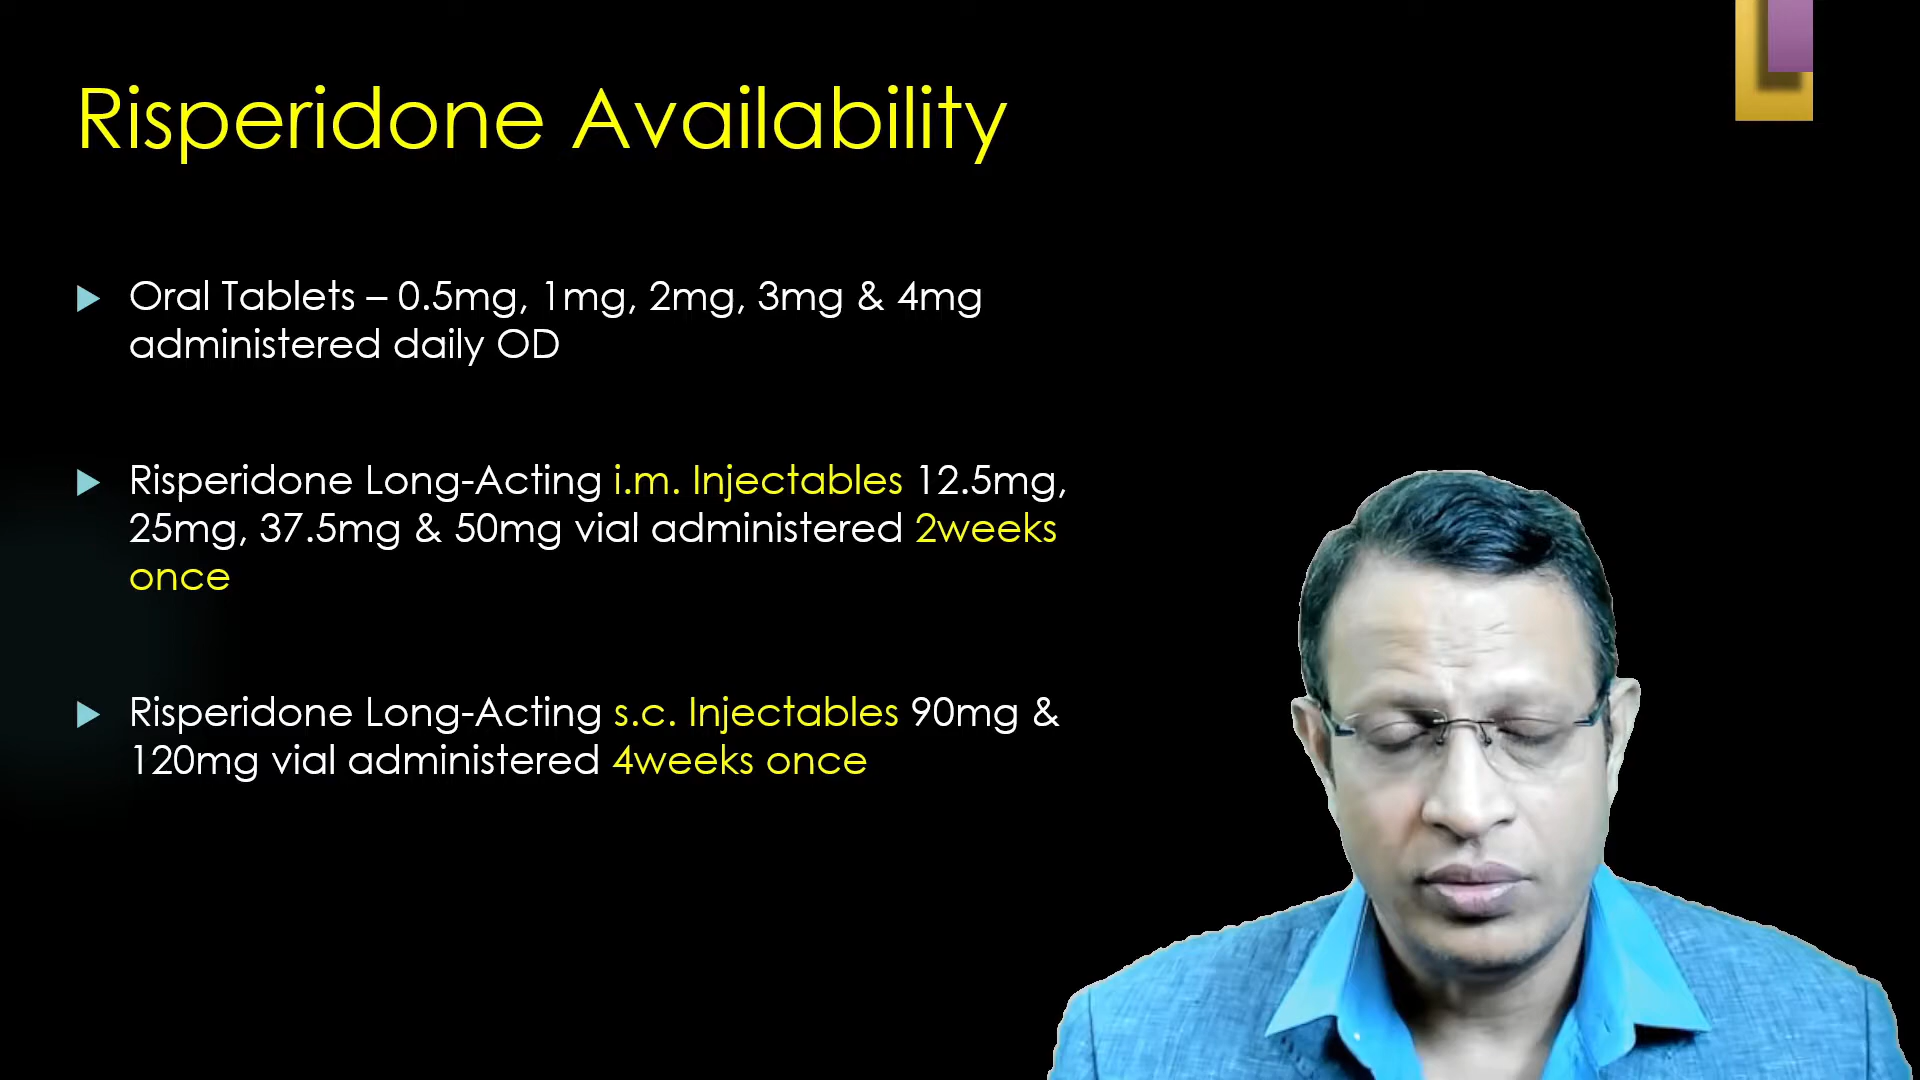 Risperidone Availability
Oral Tablets – 0.5mg, 1mg, 2mg, 3mg & 4mg
administered daily OD
Risperidone Long-Acting i.m. Injectables 12.5mg,
25mg, 37.5mg & 50mg vial administered 2weeks
once
Risperidone Long-Acting s.c. Injectables 90mg &
120mg vial administered 4weeks once